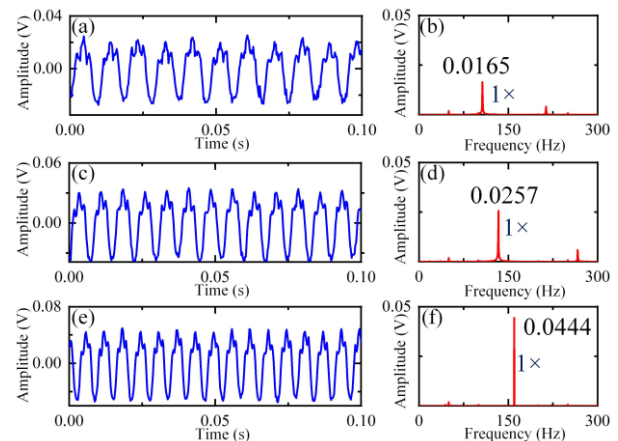 (a)
Amplitude (V)
0.04
0.00
0.00 0.05 0.10
Time (s)
(b)
Amplitude (V)
0.05
0.0165
1×
0 150 300
Frequency (Hz)
(c)
Amplitude (V)
0.06
0.00
0.00 0.05 0.10
Time (s)
(d)
Amplitude (V)
0.05
0.0257
1×
0 150 300
Frequency (Hz)
(e)
Amplitude (V)
0.08
0.00
0.00 0.05 0.10
Time (s)
(f)
Amplitude (V)
0.05
0.0444
1×
0 150 300
Frequency (Hz)